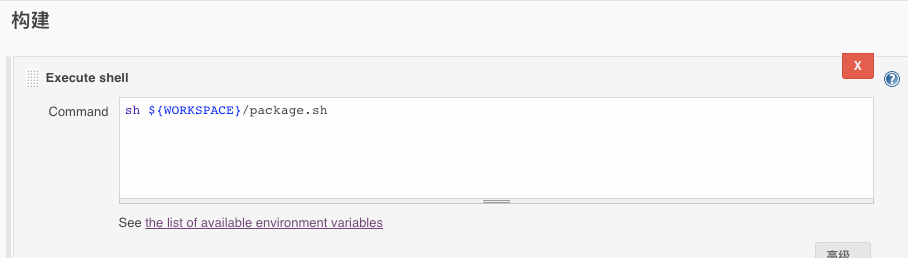 构建
X
Execute shell
?
Command
sh ${WORKSPACE}/package.sh
See the list of available environment variables
高级...